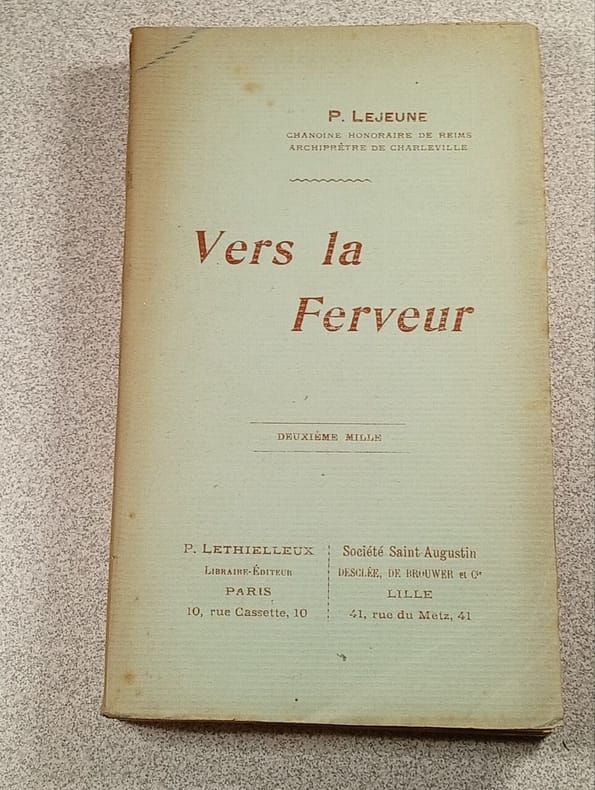 P. LEJEUNE
CHANOINE HONORAIRE DE REIMS
ARCHIPRÊTRE DE CHARLEVILLE
Vers la
Ferveur
DEUXIÈME MILLE
P. LETHIELLEUX
LIBRAIRE-ÉDITEUR
PARIS
10, rue Cassette, 10
Société Saint-Augustin
DESCLÉE, DE BROUWER et Cie
LILLE
41, rue du Metz, 41